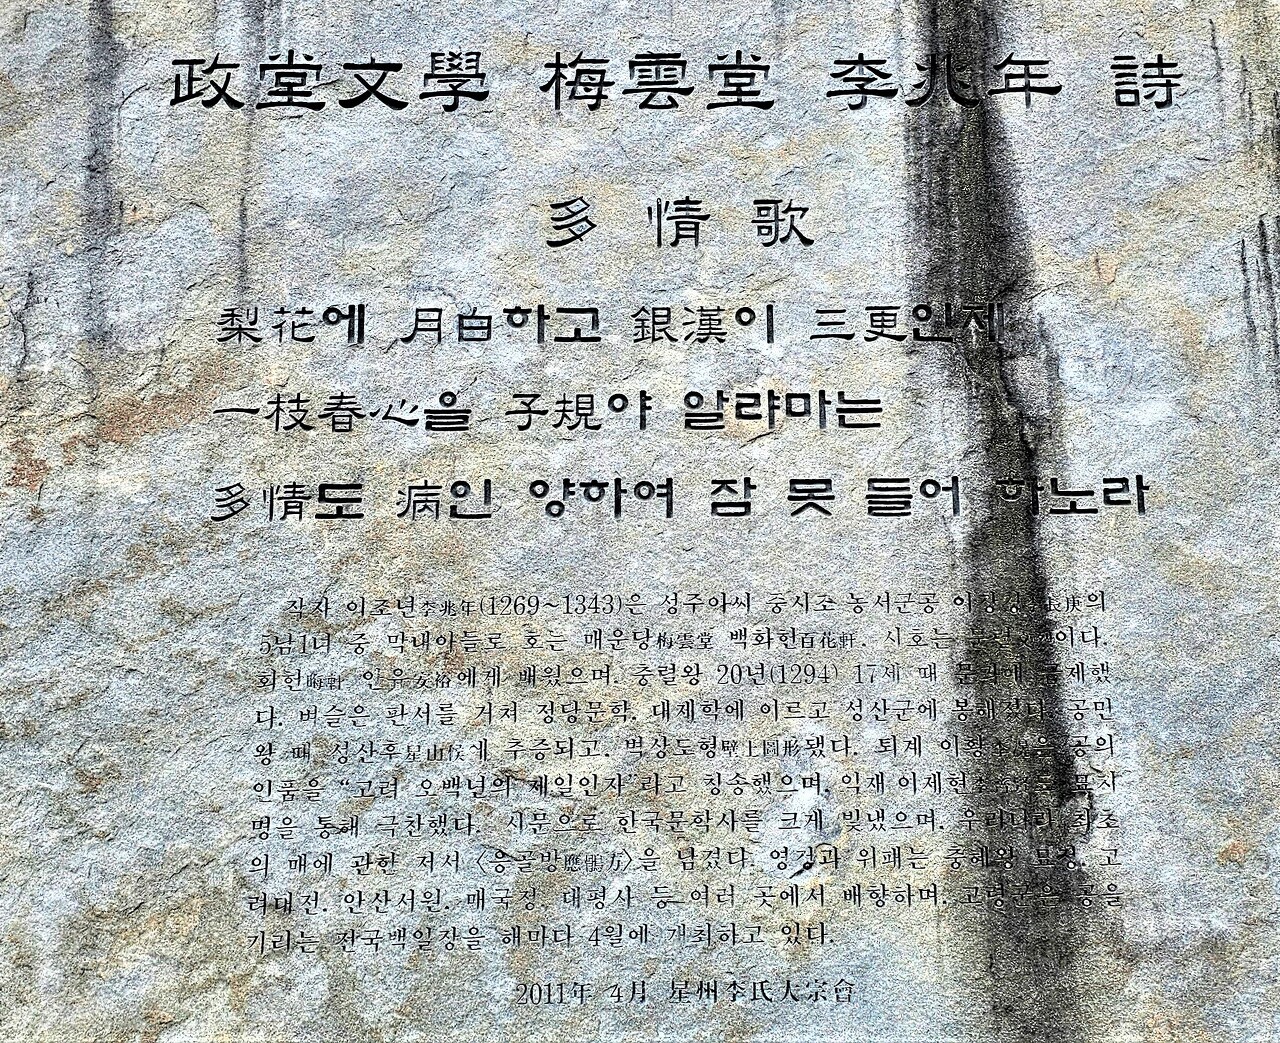 政堂文學 梅雲堂 李兆年 詩
多情歌
梨花에 月白하고 銀漢이 三更인제
一枝春心을 子規야 알랴마는
多情도 病인 양하여 잠 못 들어 하노라
작자 이조년李兆年(1269~1343)은 성주이씨 중시조 농서군공 이장경李長庚의
5남1녀 중 막내아들로 호는 매운당梅雲堂 백화헌百花軒. 시호는 이다.
회헌晦軒 안유安裕에게 배웠으며. 충렬왕 20년(1294) 17세 때 문과에 급제했
다. 벼슬은 판서를 거쳐 정당문학. 대제학에 이르고 성산군에 봉해졌다. 공민
왕 때 성산후星山侯에 추증되고. 벽상도형壁上圖形됐다. 퇴계 이황 은 공의
인품을 “고려 오백년의 제일인자”라고 칭송했으며, 익재 이제현 도 표지
명을 통해 극찬했다. 시문으로 한국문학사를 크게 빛냈으며. 우리나라 최초
의 매에 관한 저서 〈응골방應鶻方〉을 남겼다. 영정과 위패는 충혜왕 묘정. 고
려대전. 안산서원. 매국정. 대평사 등 여러 곳에서 배향하며. 고령군은 공을
기리는 전국백일장을 해마다 4월에 개최하고 있다.
2011年 4月 星州李氏大宗會